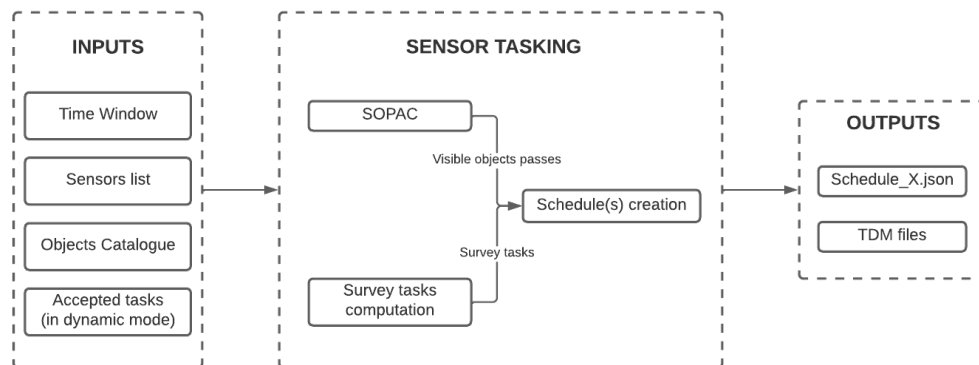 INPUTS
Time Window
Sensors list
Objects Catalogue
Accepted tasks
(in dynamic mode)
SENSOR TASKING
SOPAC
Visible objects passes
Schedule(s) creation
Survey tasks
Survey tasks
computation
OUTPUTS
Schedule_X.json
TDM files